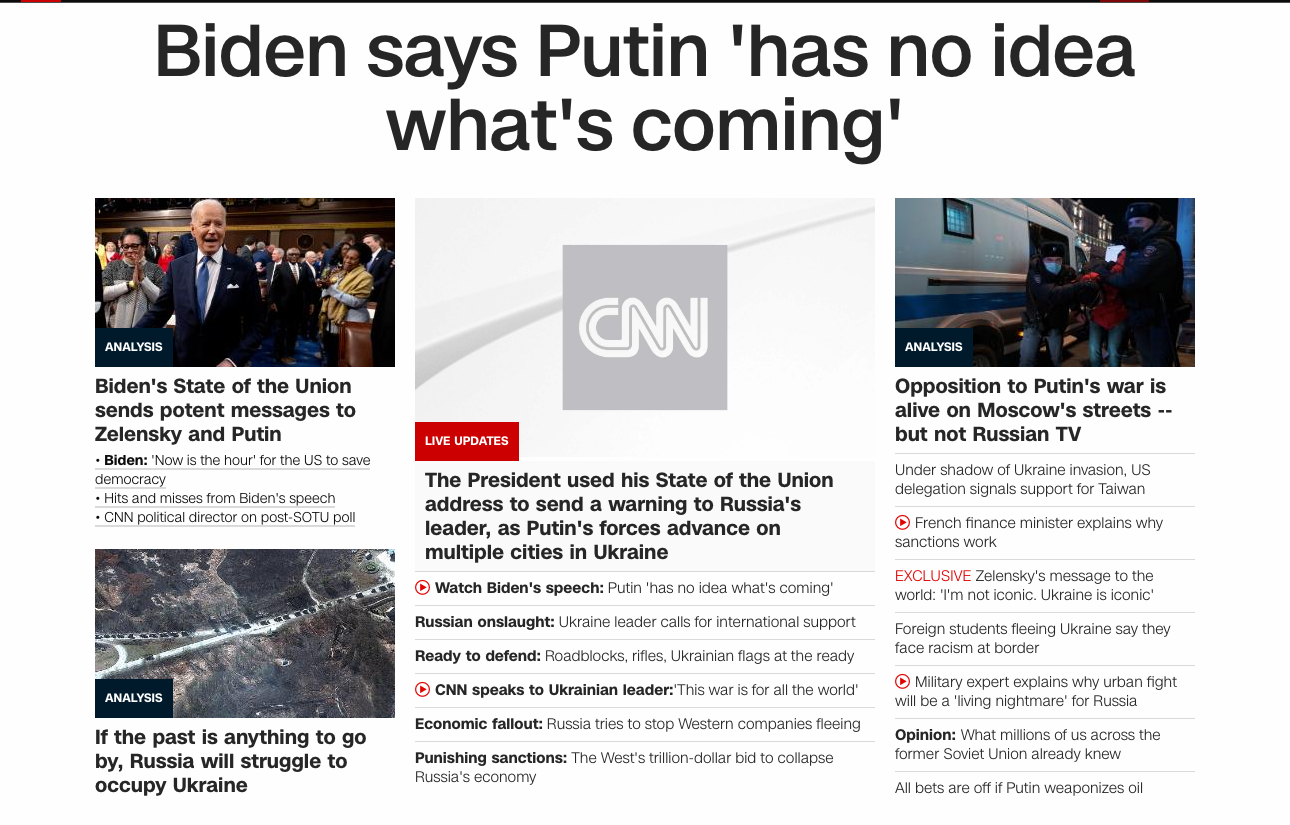 Biden says Putin 'has no idea
what's coming'
ANALYSIS
Biden's State of the Union
sends potent messages to
Zelensky and Putin
• Biden: 'Now is the hour' for the US to save
democracy
• Hits and misses from Biden's speech
• CNN political director on post-SOTU poll
ANALYSIS
If the past is anything to go
by, Russia will struggle to
occupy Ukraine
CNN
LIVE UPDATES
The President used his State of the Union
address to send a warning to Russia's
leader, as Putin's forces advance on
multiple cities in Ukraine
Watch Biden's speech: Putin 'has no idea what's coming'
Russian onslaught: Ukraine leader calls for international support
Ready to defend: Roadblocks, rifles, Ukrainian flags at the ready
CNN speaks to Ukrainian leader:'This war is for all the world'
Economic fallout: Russia tries to stop Western companies fleeing
Punishing sanctions: The West's trillion-dollar bid to collapse
Russia's economy
ANALYSIS
Opposition to Putin's war is
alive on Moscow's streets --
but not Russian TV
Under shadow of Ukraine invasion, US
delegation signals support for Taiwan
French finance minister explains why
sanctions work
EXCLUSIVE Zelensky's message to the
world: 'I'm not iconic. Ukraine is iconic'
Foreign students fleeing Ukraine say they
face racism at border
Military expert explains why urban fight
will be a 'living nightmare' for Russia
Opinion: What millions of us across the
former Soviet Union already knew
All bets are off if Putin weaponizes oil